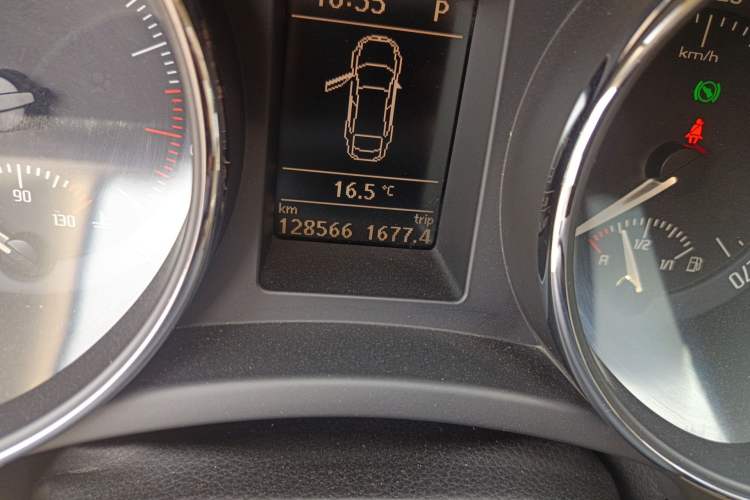 P
km/h
16.5 °C
km trip
128566 1677.4
90
130
R 1/2 1/1